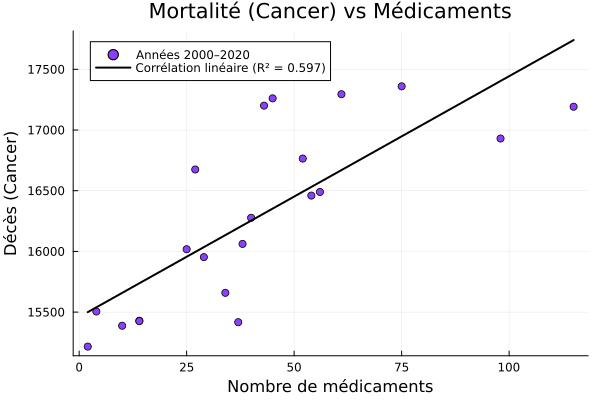 Mortalité (Cancer) vs Médicaments
Années 2000–2020
Corrélation linéaire (R² = 0.597)
17500
17000
16500
16000
15500
Décès (Cancer)
0 25 50 75 100
Nombre de médicaments